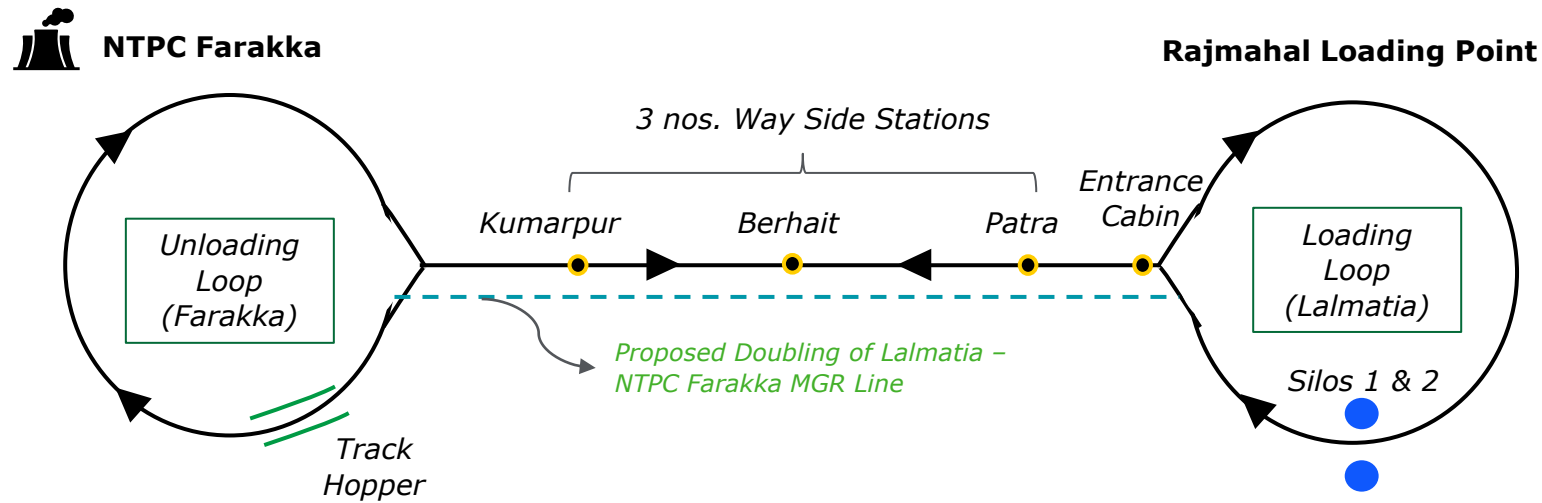 NTPC Farakka
Rajmahal Loading Point
3 nos. Way Side Stations
Entrance
Cabin
Kumarpur
Berhait
Patra
Unloading
Loop
(Farakka)
Loading
Loop
(Lalmatia)
Proposed Doubling of Lalmatia –
NTPC Farakka MGR Line
Silos 1 & 2
Track
Hopper